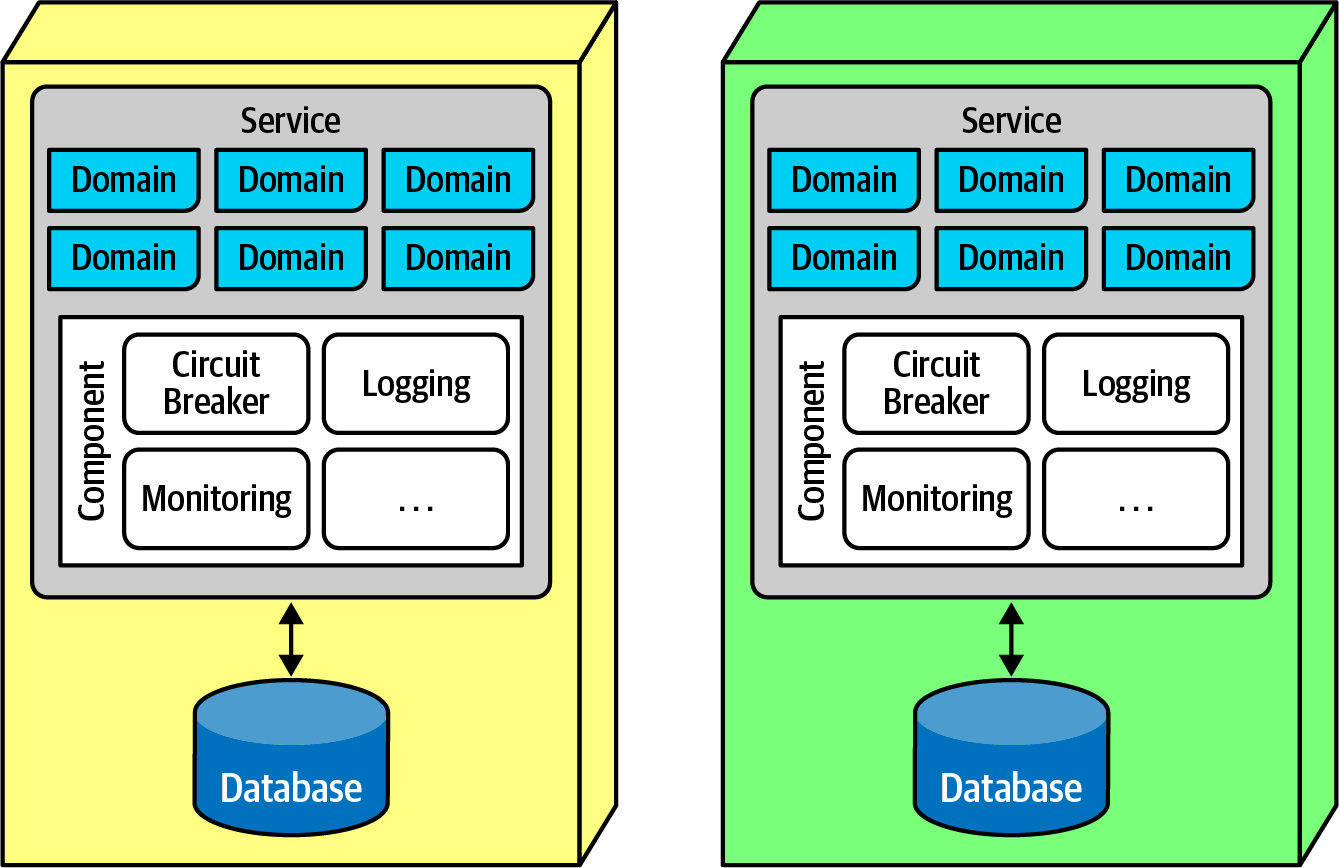 Service
Domain Domain Domain
Domain Domain Domain
Component
Circuit
Breaker
Logging
Monitoring
...
Database
Service
Domain Domain Domain
Domain Domain Domain
Component
Circuit
Breaker
Logging
Monitoring
...
Database